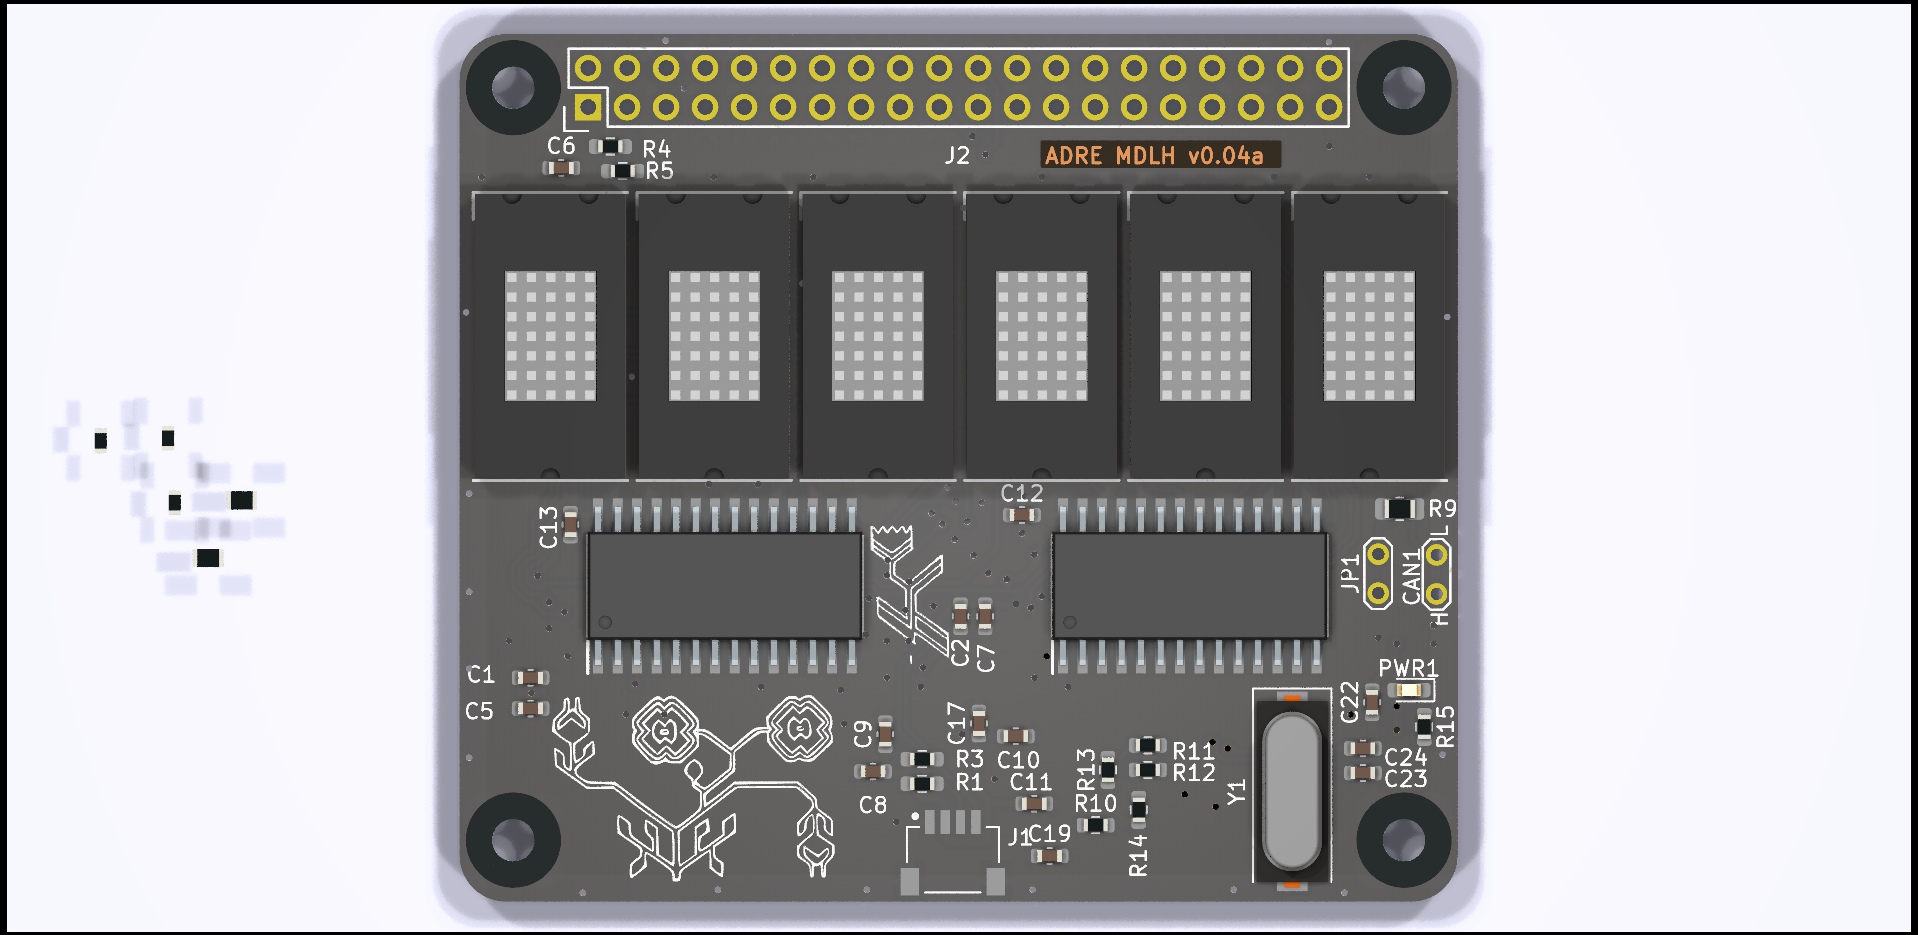 C6
R4
R5
J2
ADRE MDLH v0.04a
C12
C13
R9
L
JP1
CAN1
H
C2
C7
C1
C5
PWR1
C22
R15
C9
C17
R3
C10
R11
R12
C24
C23
R13
R1
C11
Y1
C8
R10
J1
C19
R14